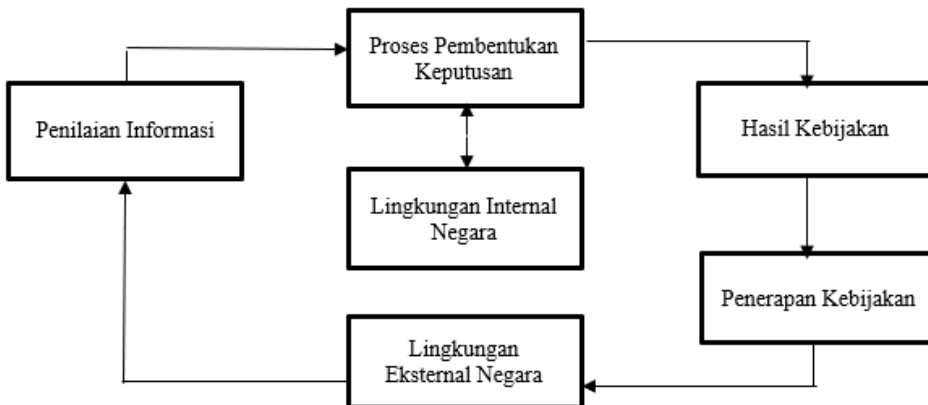 Proses Pembentukan
Keputusan
Penilaian Informasi
Hasil Kebijakan
Lingkungan Internal
Negara
Penerapan Kebijakan
Lingkungan
Eksternal Negara